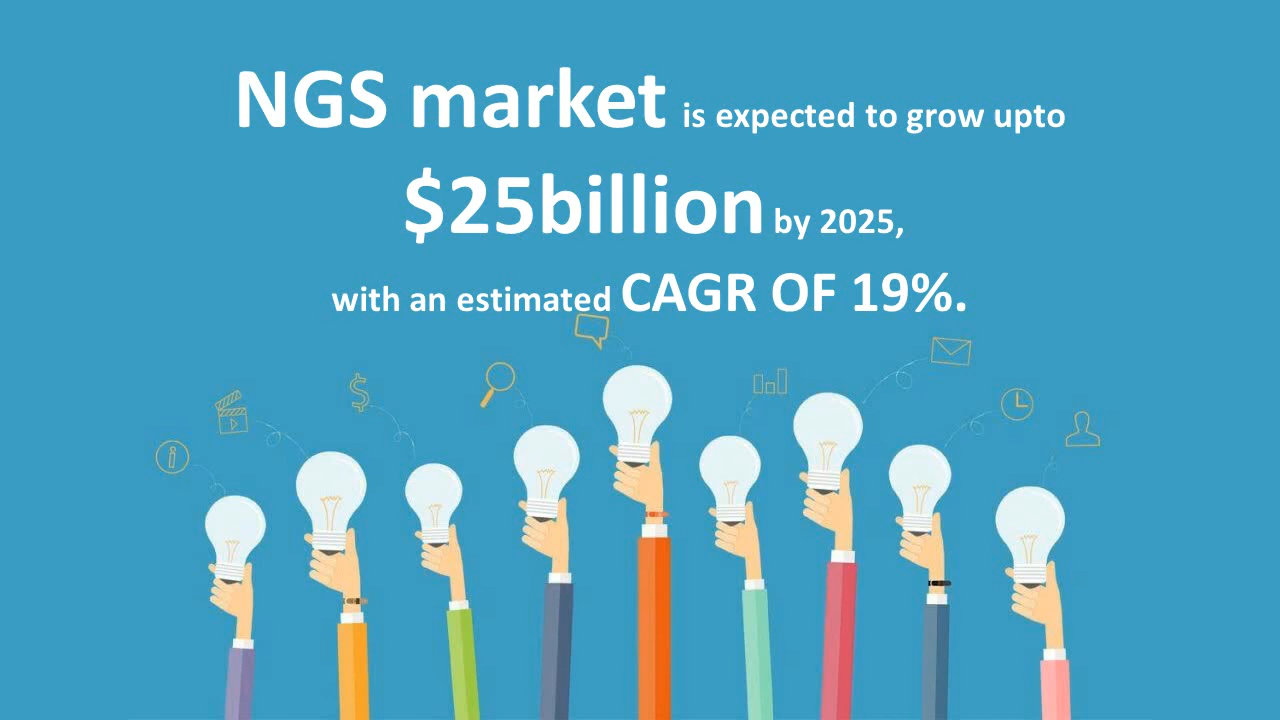 NGS market is expected to grow upto
$25billion by 2025,
with an estimated CAGR OF 19%.